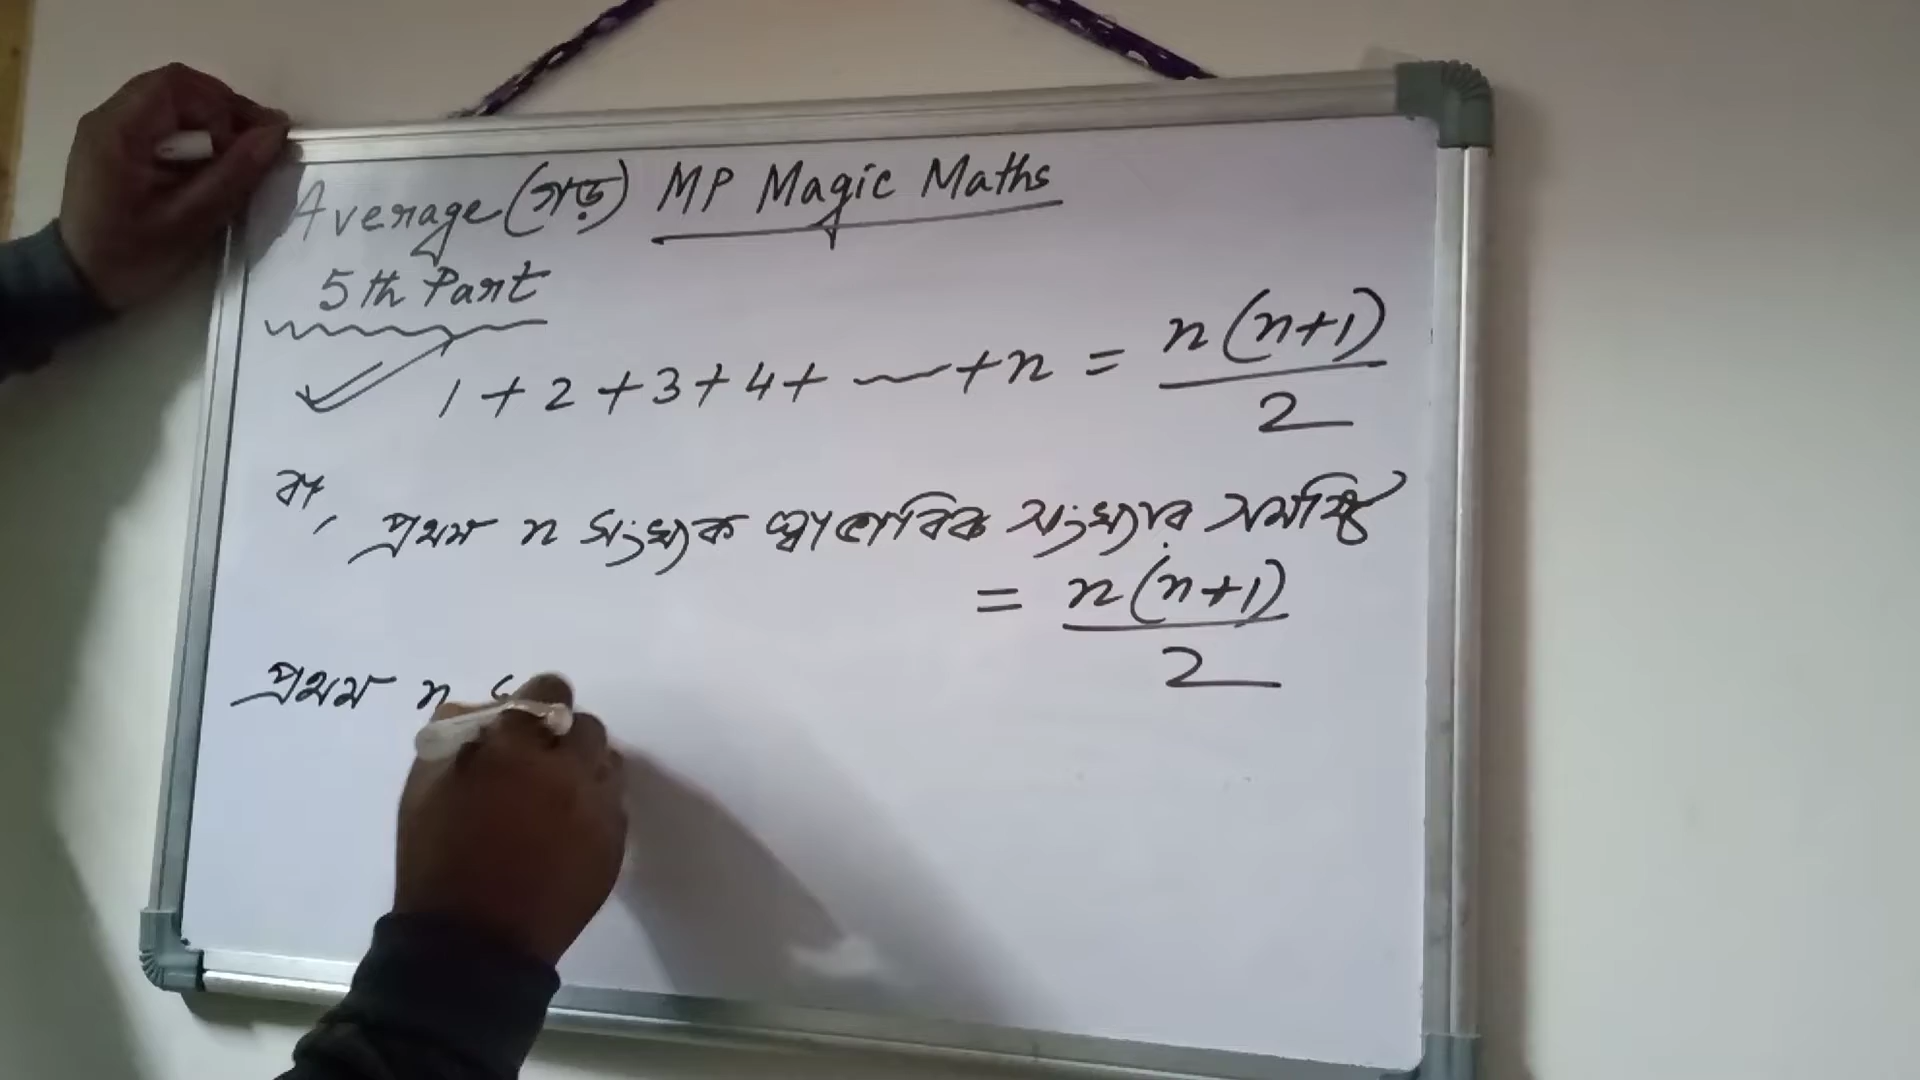 Average (গড়) MP Magic Maths
5th Part
1 + 2 + 3 + 4 + ~ + n = n(n+1)/2
বা, প্রথম n সংখ্যক স্বাভাবিক সংখ্যার সমষ্টি
= n(n+1)/2
প্রথম n